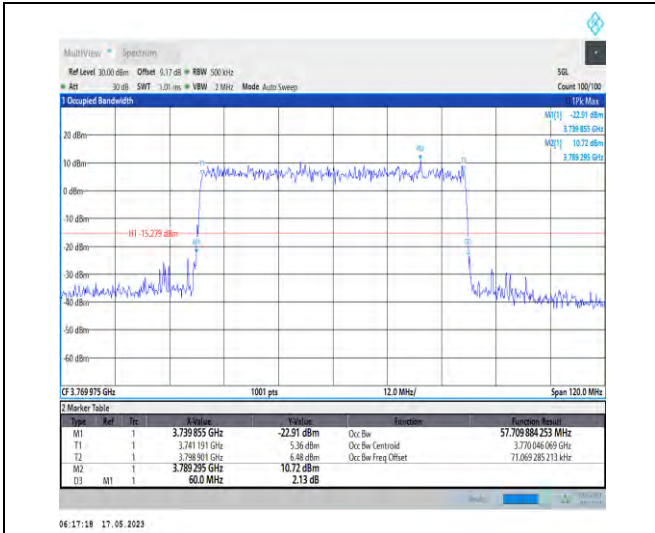 MultiView Spectrum
Ref Level 30.00 dBm Offset 9.17 dB RBW 500 kHz SGL
Att 30 dB SWT 1.01 ms VBW 2 MHz Mode Auto Sweep Count 100/100
1 Occupied Bandwidth 1Pk Max
M1[1] -22.91 dBm
3.739 855 GHz
M2[1] 10.72 dBm
3.789 295 GHz
20 dBm
M2
10 dBm
T1
0 dBm
-10 dBm
H1 -15.279 dBm
-20 dBm
M1
D3
-30 dBm
-40 dBm
-50 dBm
-60 dBm
CF 3.769 975 GHz 1001 pts 12.0 MHz/ Span 120.0 MHz
2 Marker Table
Type Ref Trc X-Value Y-Value Function Function Result
M1 1 3.739 855 GHz -22.91 dBm Occ Bw 57.709 884 253 MHz
T1 1 3.741 191 GHz 5.36 dBm Occ Bw Centroid 3.770 046 069 GHz
T2 1 3.798 901 GHz 6.48 dBm Occ Bw Freq Offset 71.069 285 213 kHz
M2 1 3.789 295 GHz 10.72 dBm
D3 M1 1 60.0 MHz 2.13 dB
06:17:18 17.05.2023